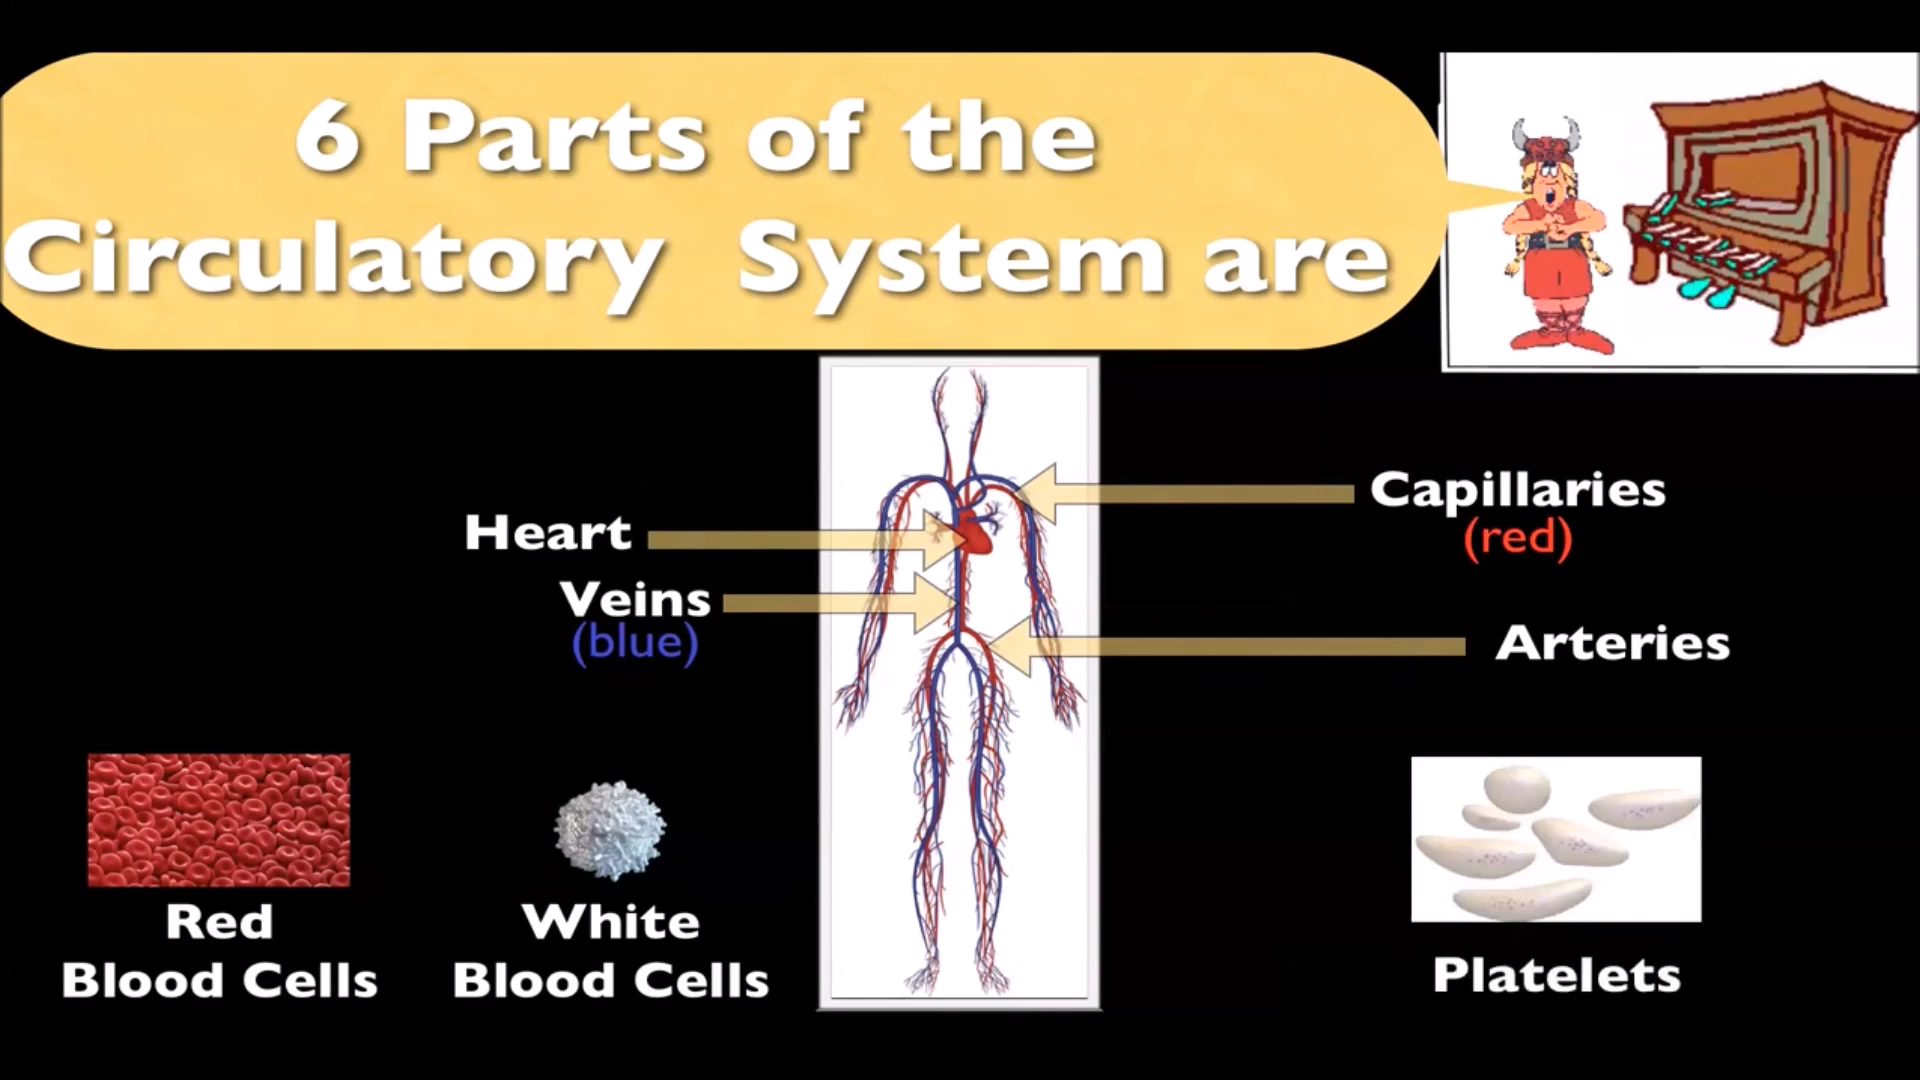 6 Parts of the
Circulatory System are
Capillaries
(red)
Heart
Veins
(blue)
Arteries
Red
Blood Cells
White
Blood Cells
Platelets